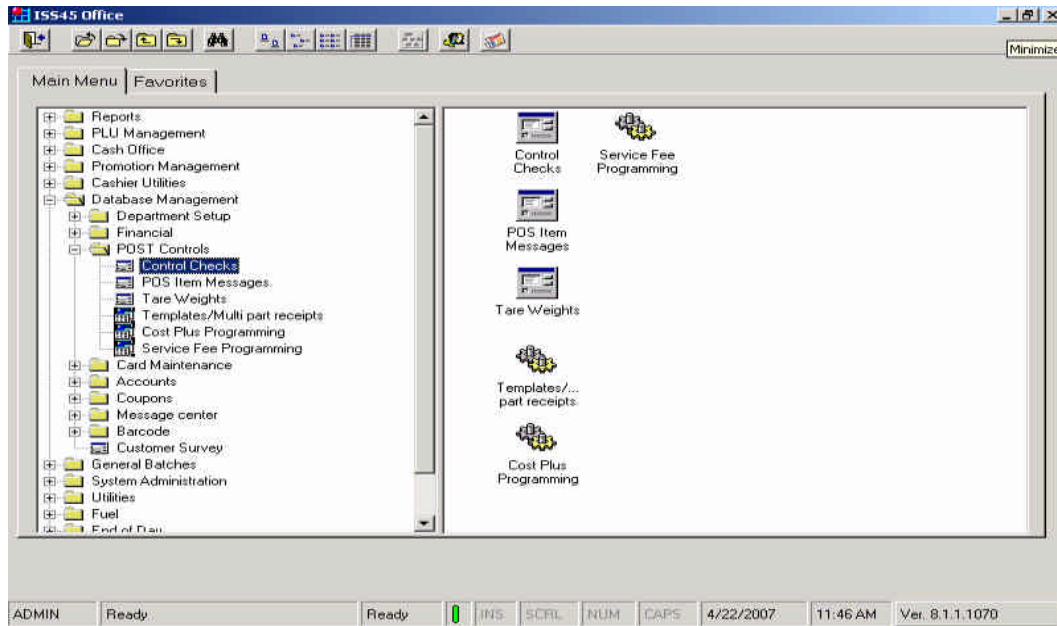 ISS45 Office
Minimize
Main Menu
Favorites
Reports
PLU Management
Cash Office
Promotion Management
Cashier Utilities
Database Management
Department Setup
Financial
POST Controls
Control Checks
POS Item Messages
Tare Weights
Templates/Multi part receipts
Cost Plus Programming
Service Fee Programming
Card Maintenance
Accounts
Coupons
Message center
Barcode
Customer Survey
General Batches
System Administration
Utilities
Fuel
End of Day
Control
Checks
Service Fee
Programming
POS Item
Messages
Tare Weights
Templates/...
part receipts
Cost Plus
Programming
ADMIN
Ready
Ready
INS
SCRL
NUM
CAPS
4/22/2007
11:46 AM
Ver. 8.1.1.1070